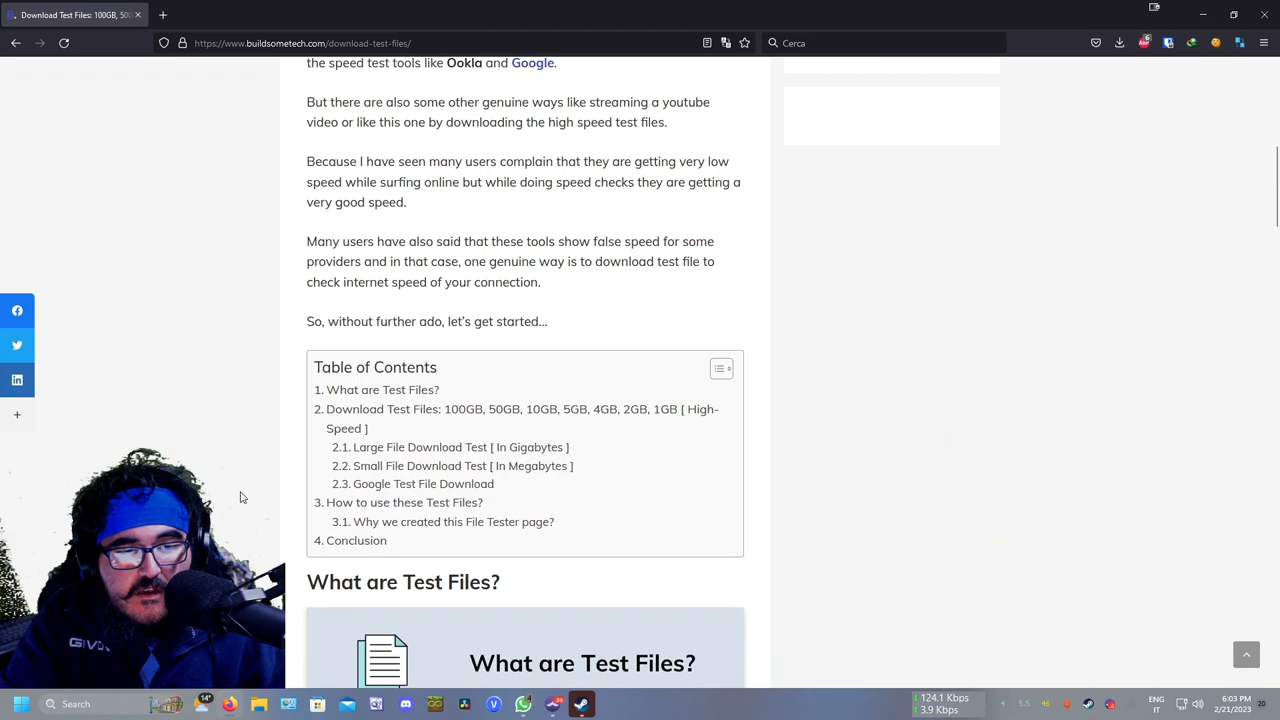 Download Test Files: 100GB, 50G
https://www.buildsometech.com/download-test-files/
Cerca
6
the speed test tools like Ookla and Google.
But there are also some other genuine ways like streaming a youtube
video or like this one by downloading the high speed test files.
Because I have seen many users complain that they are getting very low
speed while surfing online but while doing speed checks they are getting a
very good speed.
Many users have also said that these tools show false speed for some
providers and in that case, one genuine way is to download test file to
check internet speed of your connection.
So, without further ado, let's get started…
Table of Contents
1. What are Test Files?
2. Download Test Files: 100GB, 50GB, 10GB, 5GB, 4GB, 2GB, 1GB [ High-
Speed ]
2.1. Large File Download Test [ In Gigabytes ]
2.2. Small File Download Test [ In Megabytes ]
2.3. Google Test File Download
3. How to use these Test Files?
3.1. Why we created this File Tester page?
4. Conclusion
What are Test Files?
What are Test Files?
GIVI
Search
14°
4
124.1 Kbps
3.9 Kbps
5.5
46
ENG
IT
6:03 PM
2/21/2023
20